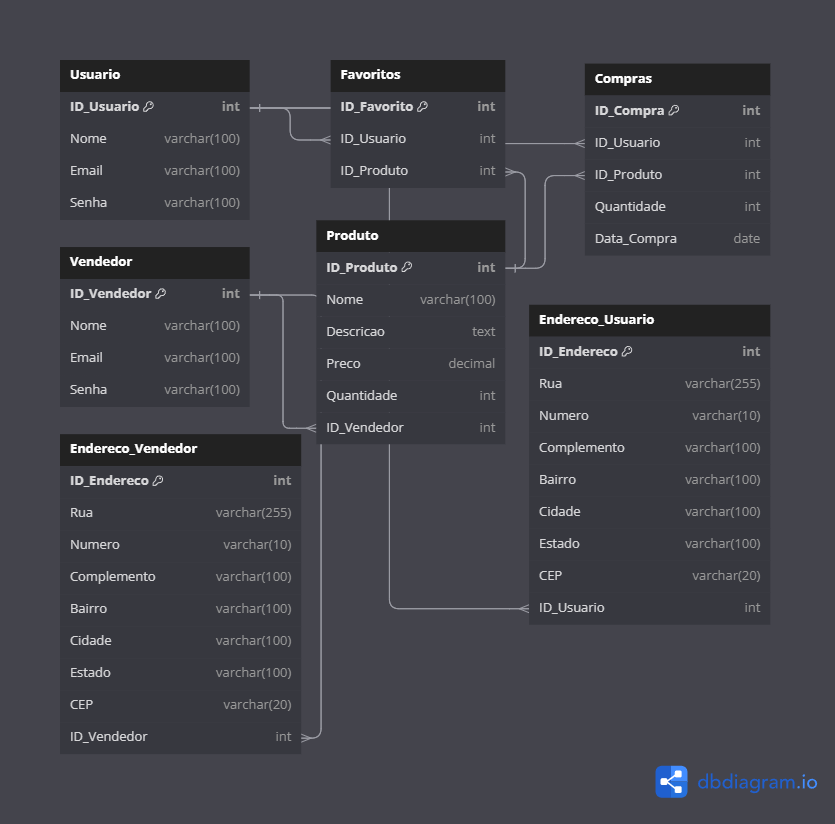 Usuario
ID_Usuario int
Nome varchar(100)
Email varchar(100)
Senha varchar(100)
Favoritos
ID_Favorito int
ID_Usuario int
ID_Produto int
Compras
ID_Compra int
ID_Usuario int
ID_Produto int
Quantidade int
Data_Compra date
Vendedor
ID_Vendedor int
Nome varchar(100)
Email varchar(100)
Senha varchar(100)
Produto
ID_Produto int
Nome varchar(100)
Descricao text
Preco decimal
Quantidade int
ID_Vendedor int
Endereco_Usuario
ID_Endereco int
Rua varchar(255)
Numero varchar(10)
Complemento varchar(100)
Bairro varchar(100)
Cidade varchar(100)
Estado varchar(100)
CEP varchar(20)
ID_Usuario int
Endereco_Vendedor
ID_Endereco int
Rua varchar(255)
Numero varchar(10)
Complemento varchar(100)
Bairro varchar(100)
Cidade varchar(100)
Estado varchar(100)
CEP varchar(20)
ID_Vendedor int
dbdiagram.io